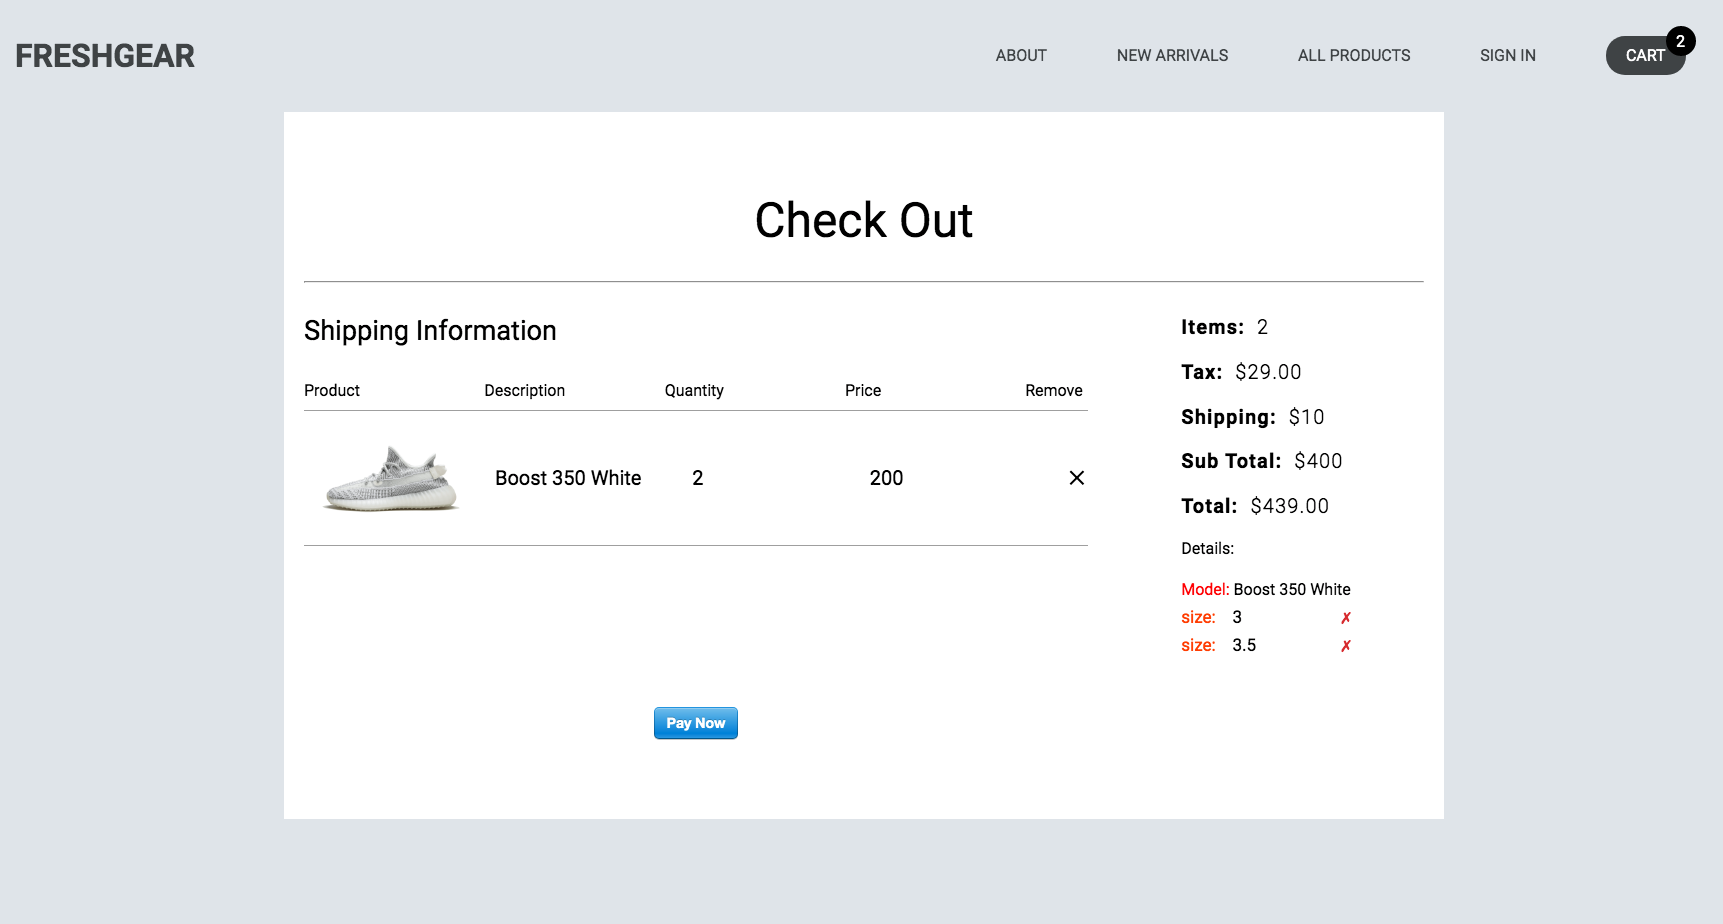 FRESHGEAR
ABOUT
NEW ARRIVALS
ALL PRODUCTS
SIGN IN
CART
2
Check Out
Shipping Information
Product Description Quantity Price Remove
Boost 350 White 2 200
Items: 2
Tax: $29.00
Shipping: $10
Sub Total: $400
Total: $439.00
Details:
Model: Boost 350 White
size: 3 ✗
size: 3.5 ✗
Pay Now